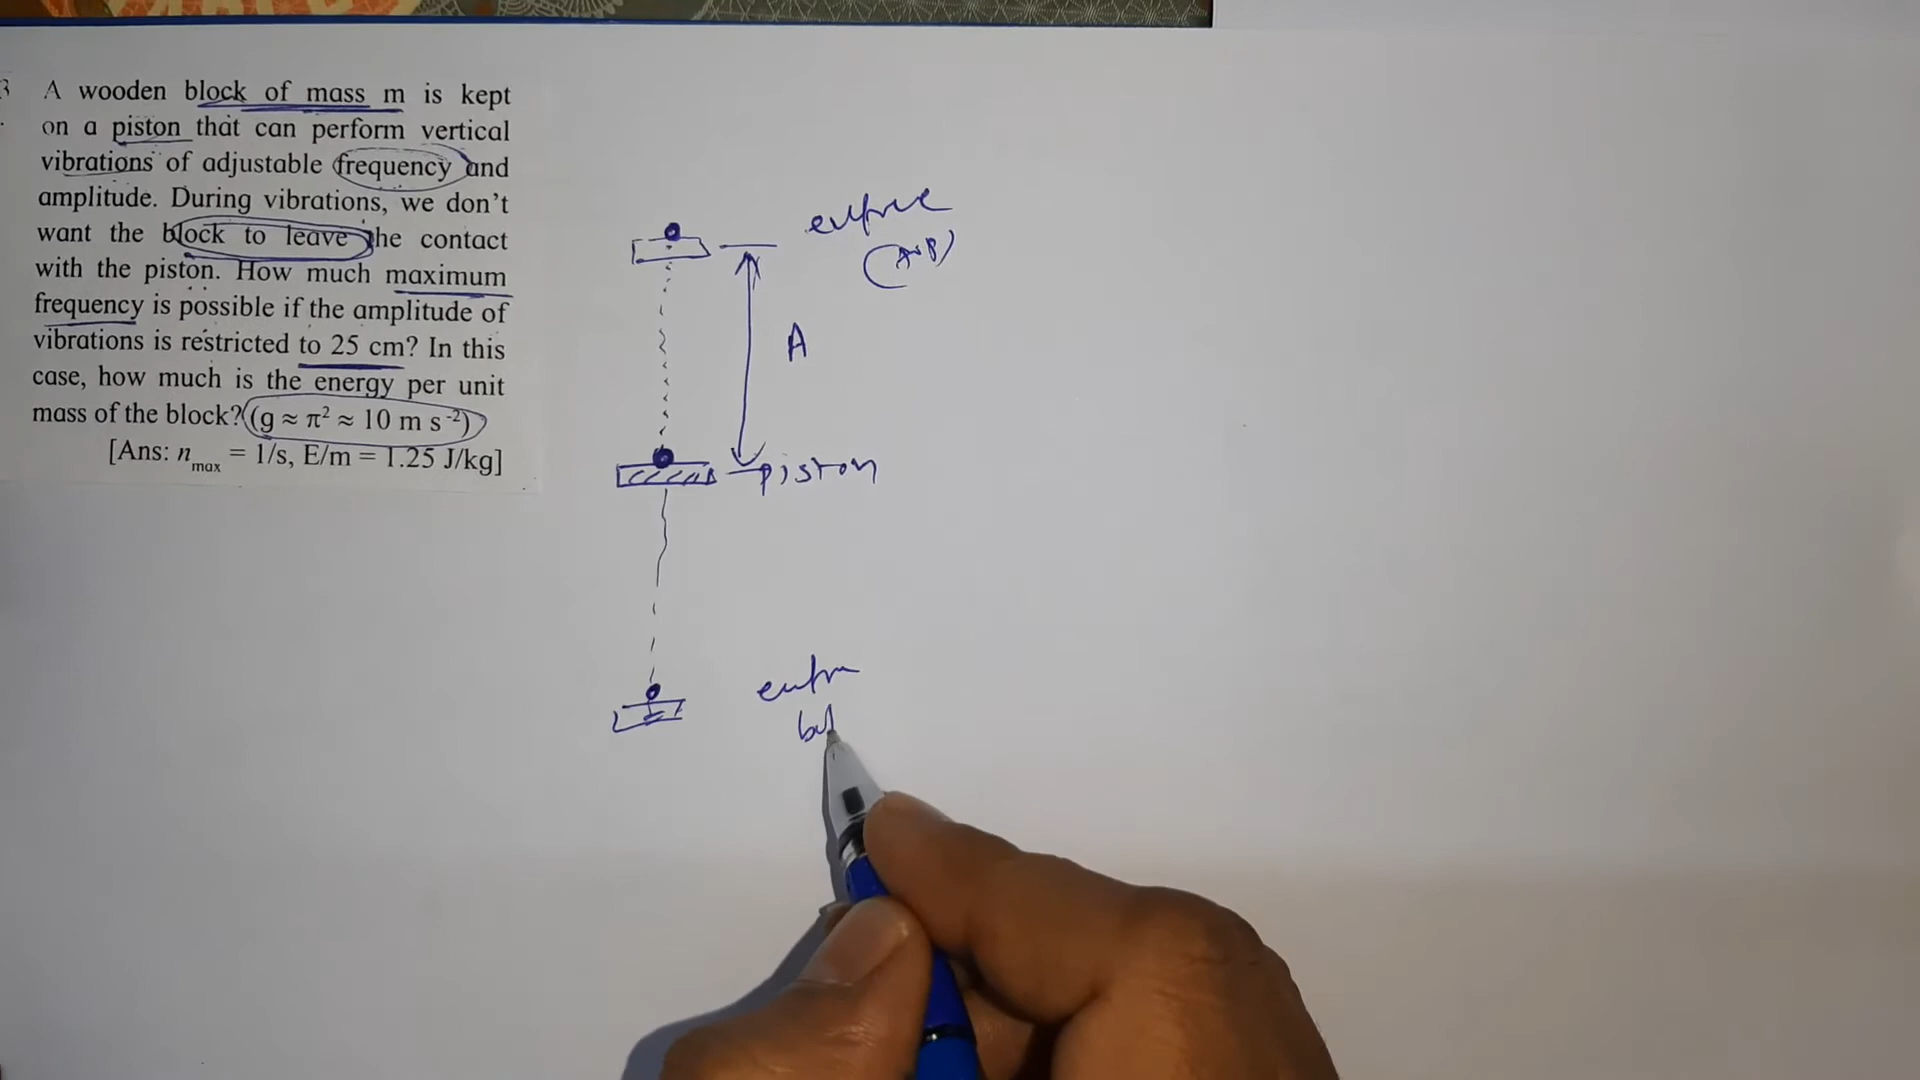 A wooden block of mass m is kept
on a piston that can perform vertical
vibrations of adjustable frequency and
amplitude. During vibrations, we don't
want the block to leave the contact
with the piston. How much maximum
frequency is possible if the amplitude of
vibrations is restricted to 25 cm? In this
case, how much is the energy per unit
mass of the block? (g ≈ π² ≈ 10 m s⁻²)
[Ans: nₘₐₓ = 1/s, E/m = 1.25 J/kg]
A
piston